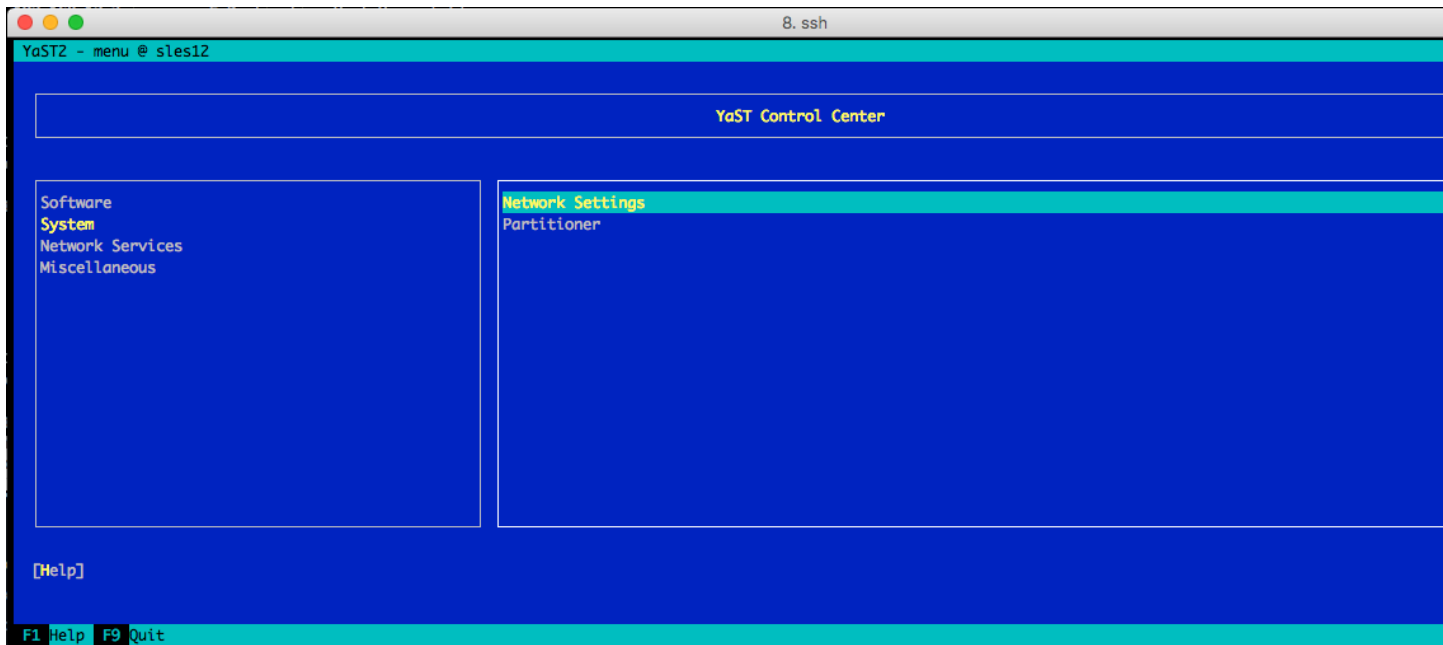 8. ssh
YaST2 - menu @ sles12
YaST Control Center
Software
System
Network Services
Miscellaneous
Network Settings
Partitioner
[Help]
F1 Help F9 Quit